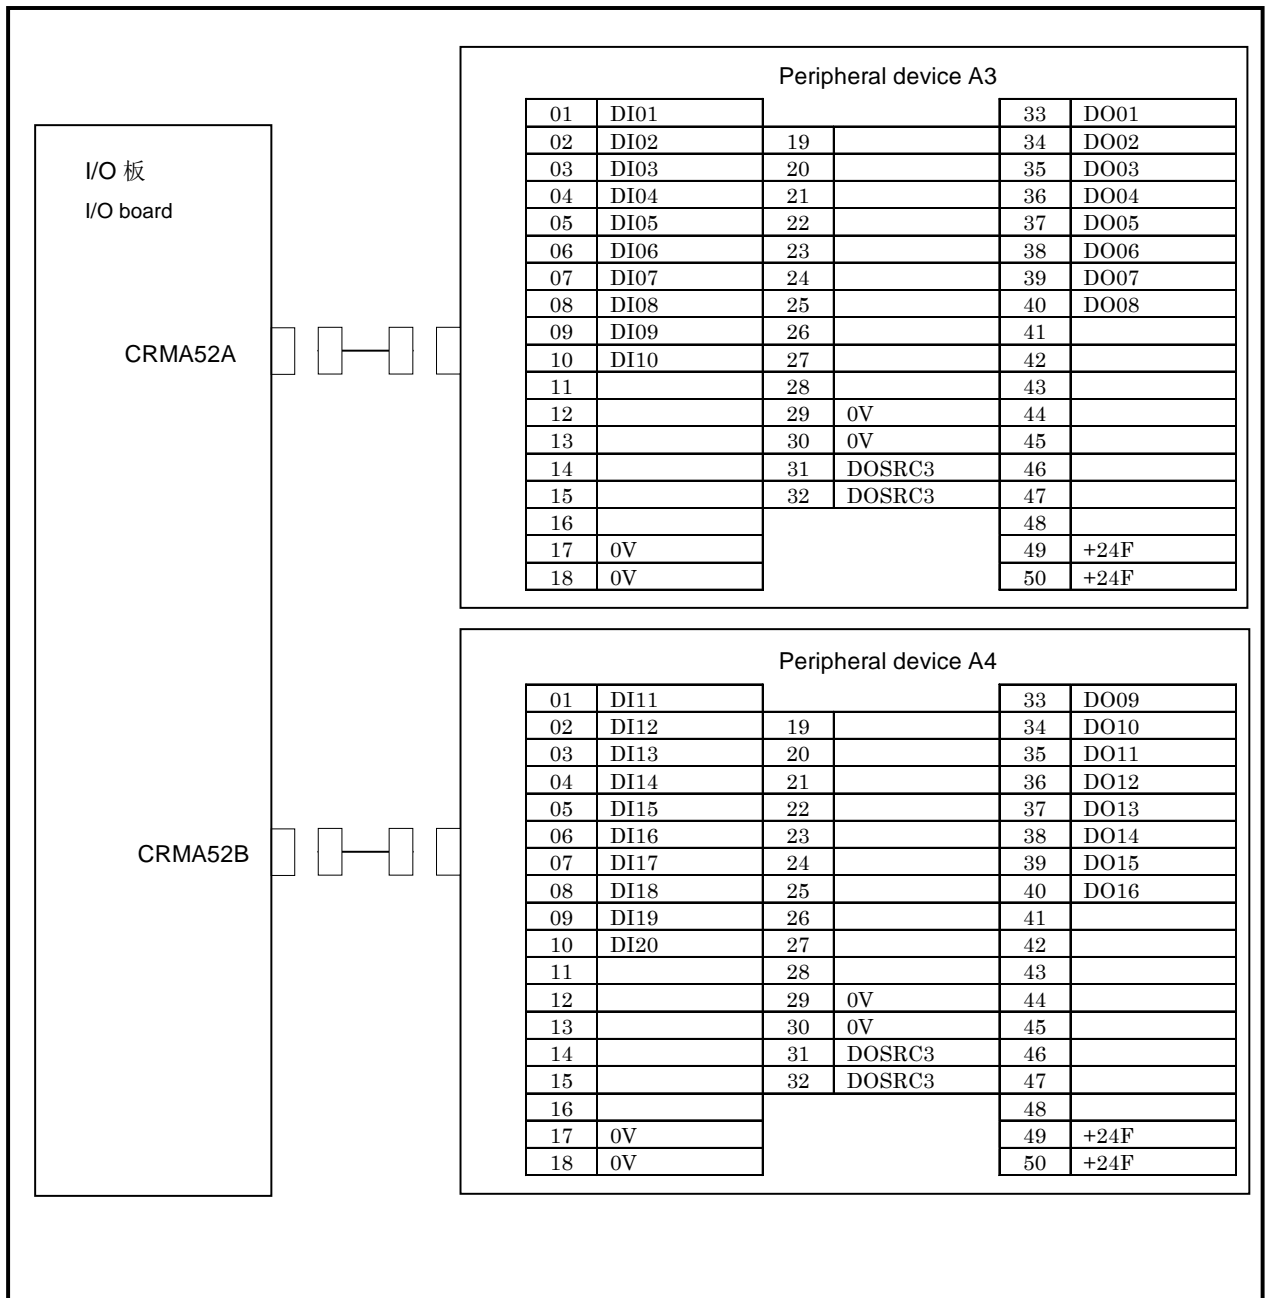 Peripheral device A3
I/O 板
I/O board
CRMA52A
01 DI01 33 DO01
02 DI02 19 34 DO02
03 DI03 20 35 DO03
04 DI04 21 36 DO04
05 DI05 22 37 DO05
06 DI06 23 38 DO06
07 DI07 24 39 DO07
08 DI08 25 40 DO08
09 DI09 26 41
10 DI10 27 42
11 28 43
12 29 0V 44
13 30 0V 45
14 31 DOSRC3 46
15 32 DOSRC3 47
16 48
17 0V 49 +24F
18 0V 50 +24F
Peripheral device A4
CRMA52B
01 DI11 33 DO09
02 DI12 19 34 DO10
03 DI13 20 35 DO11
04 DI14 21 36 DO12
05 DI15 22 37 DO13
06 DI16 23 38 DO14
07 DI17 24 39 DO15
08 DI18 25 40 DO16
09 DI19 26 41
10 DI20 27 42
11 28 43
12 29 0V 44
13 30 0V 45
14 31 DOSRC3 46
15 32 DOSRC3 47
16 48
17 0V 49 +24F
18 0V 50 +24F